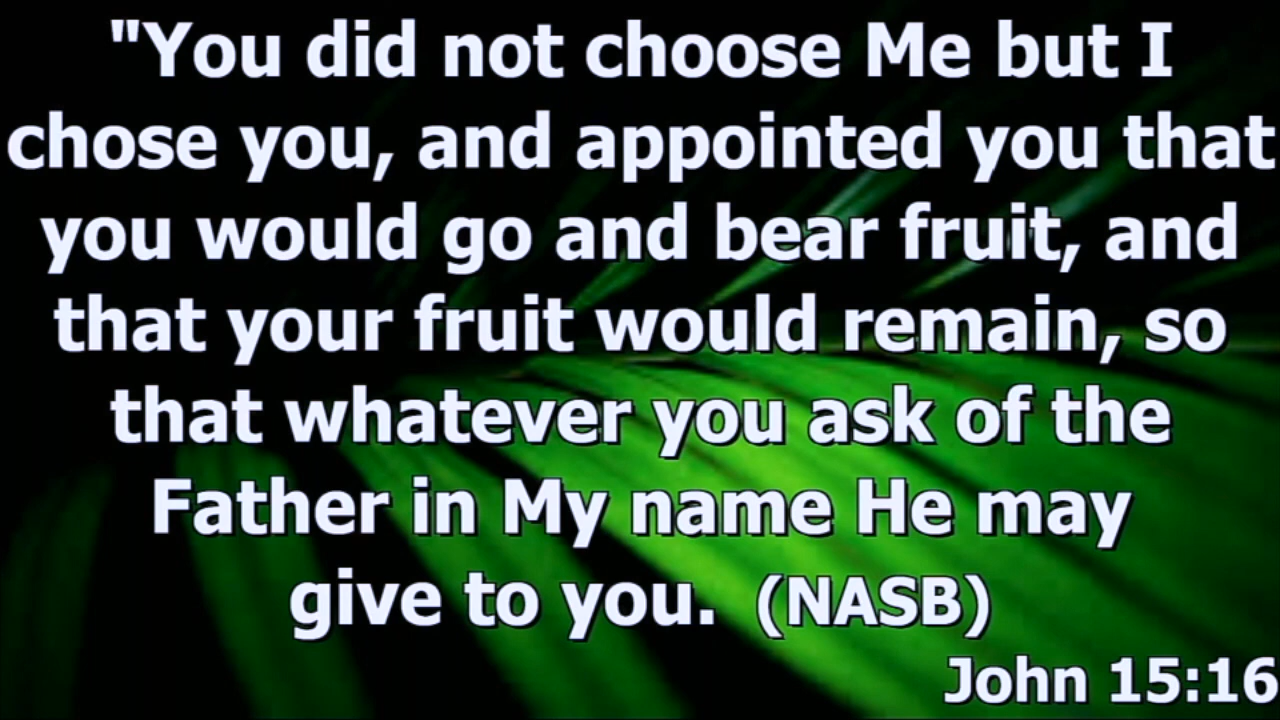 "You did not choose Me but I
chose you, and appointed you that
you would go and bear fruit, and
that your fruit would remain, so
that whatever you ask of the
Father in My name He may
give to you. (NASB)
John 15:16